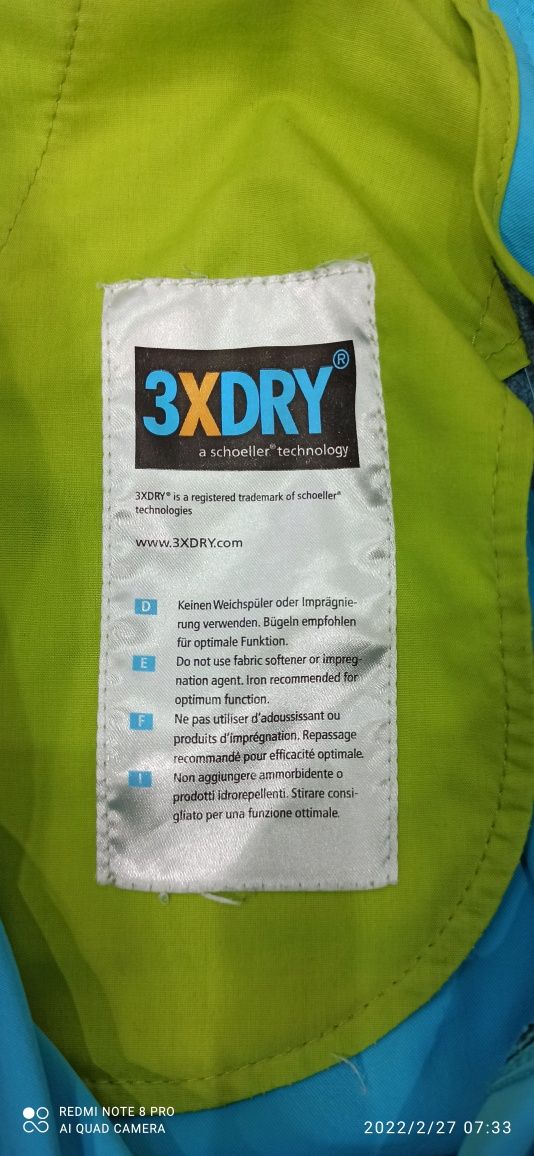 3XDRY®
a schoeller® technology
3XDRY® is a registered trademark of schoeller®
technologies
www.3XDRY.com
D Keinen Weichspüler oder Imprägnie-
rung verwenden. Bügeln empfohlen
für optimale Funktion.
E Do not use fabric softener or impreg-
nation agent. Iron recommended for
optimum function.
F Ne pas utiliser d'adoussissant ou
produits d'imprégnation. Repassage
recommandé pour efficacité optimale.
I Non aggiungere ammorbidente o
prodotti idrorepellenti. Stirare consi-
gliato per una funzione ottimale.
REDMI NOTE 8 PRO
AI QUAD CAMERA
2022/2/27 07:33